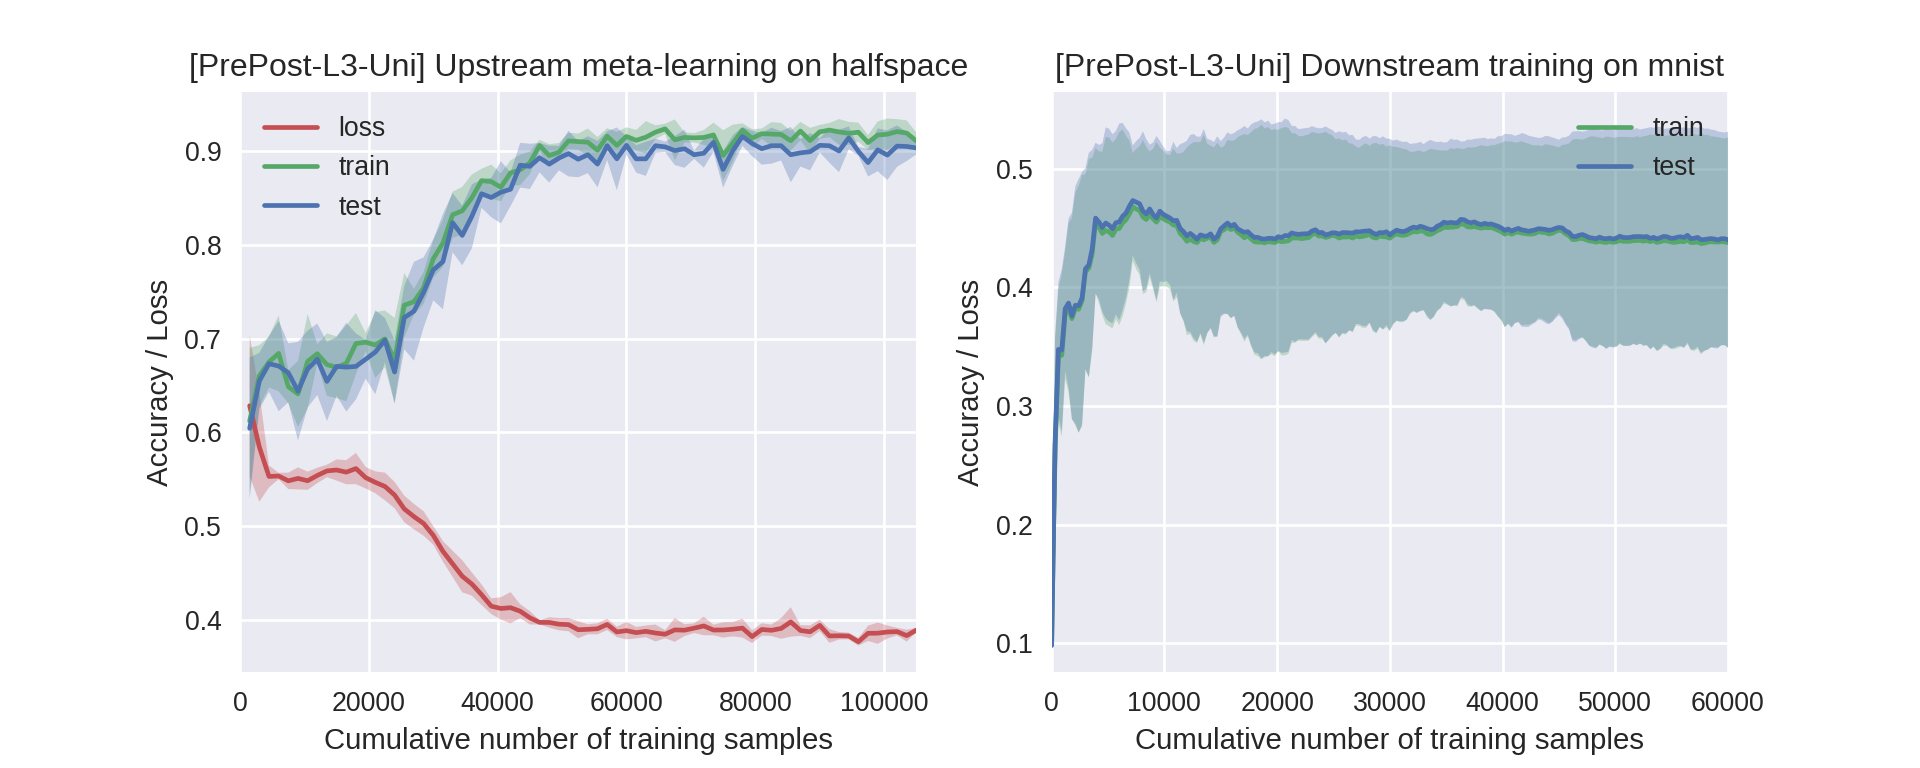 [PrePost-L3-Uni] Upstream meta-learning on halfspace
loss
train
test
0.9
0.8
0.7
0.6
0.5
0.4
Accuracy / Loss
0 20000 40000 60000 80000 100000
Cumulative number of training samples
[PrePost-L3-Uni] Downstream training on mnist
train
test
0.5
0.4
0.3
0.2
0.1
Accuracy / Loss
0 10000 20000 30000 40000 50000 60000
Cumulative number of training samples